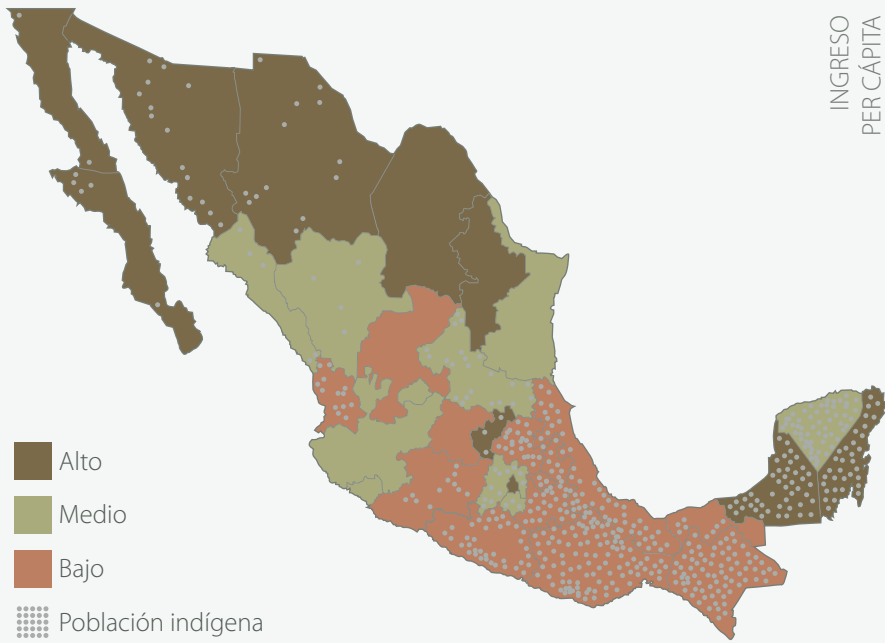 INGRESO
PER CÁPITA
Alto
Medio
Bajo
Población indígena